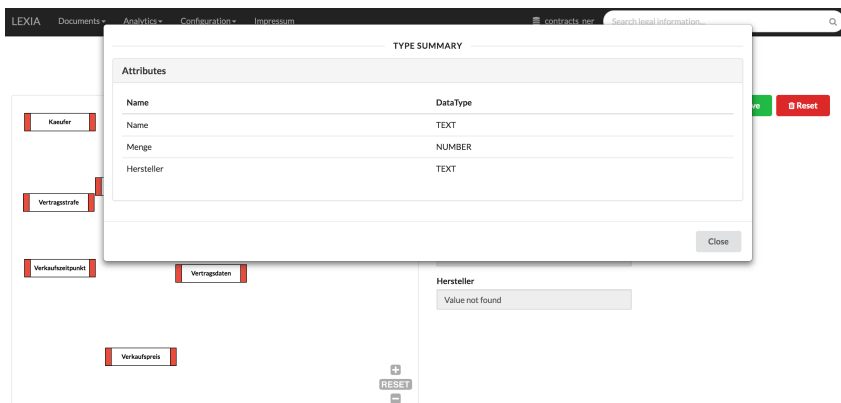 LEXIA Documents Analytics Configuration Impressum contracts_ner Search legal information...
TYPE SUMMARY
Attributes
Name DataType
Name TEXT
Menge NUMBER
Hersteller TEXT
Close
Reset
Kaeufer
Vertragsstrafe
Verkaufszeitpunkt
Vertragsdaten
Verkaufspreis
RESET
Hersteller
Value not found